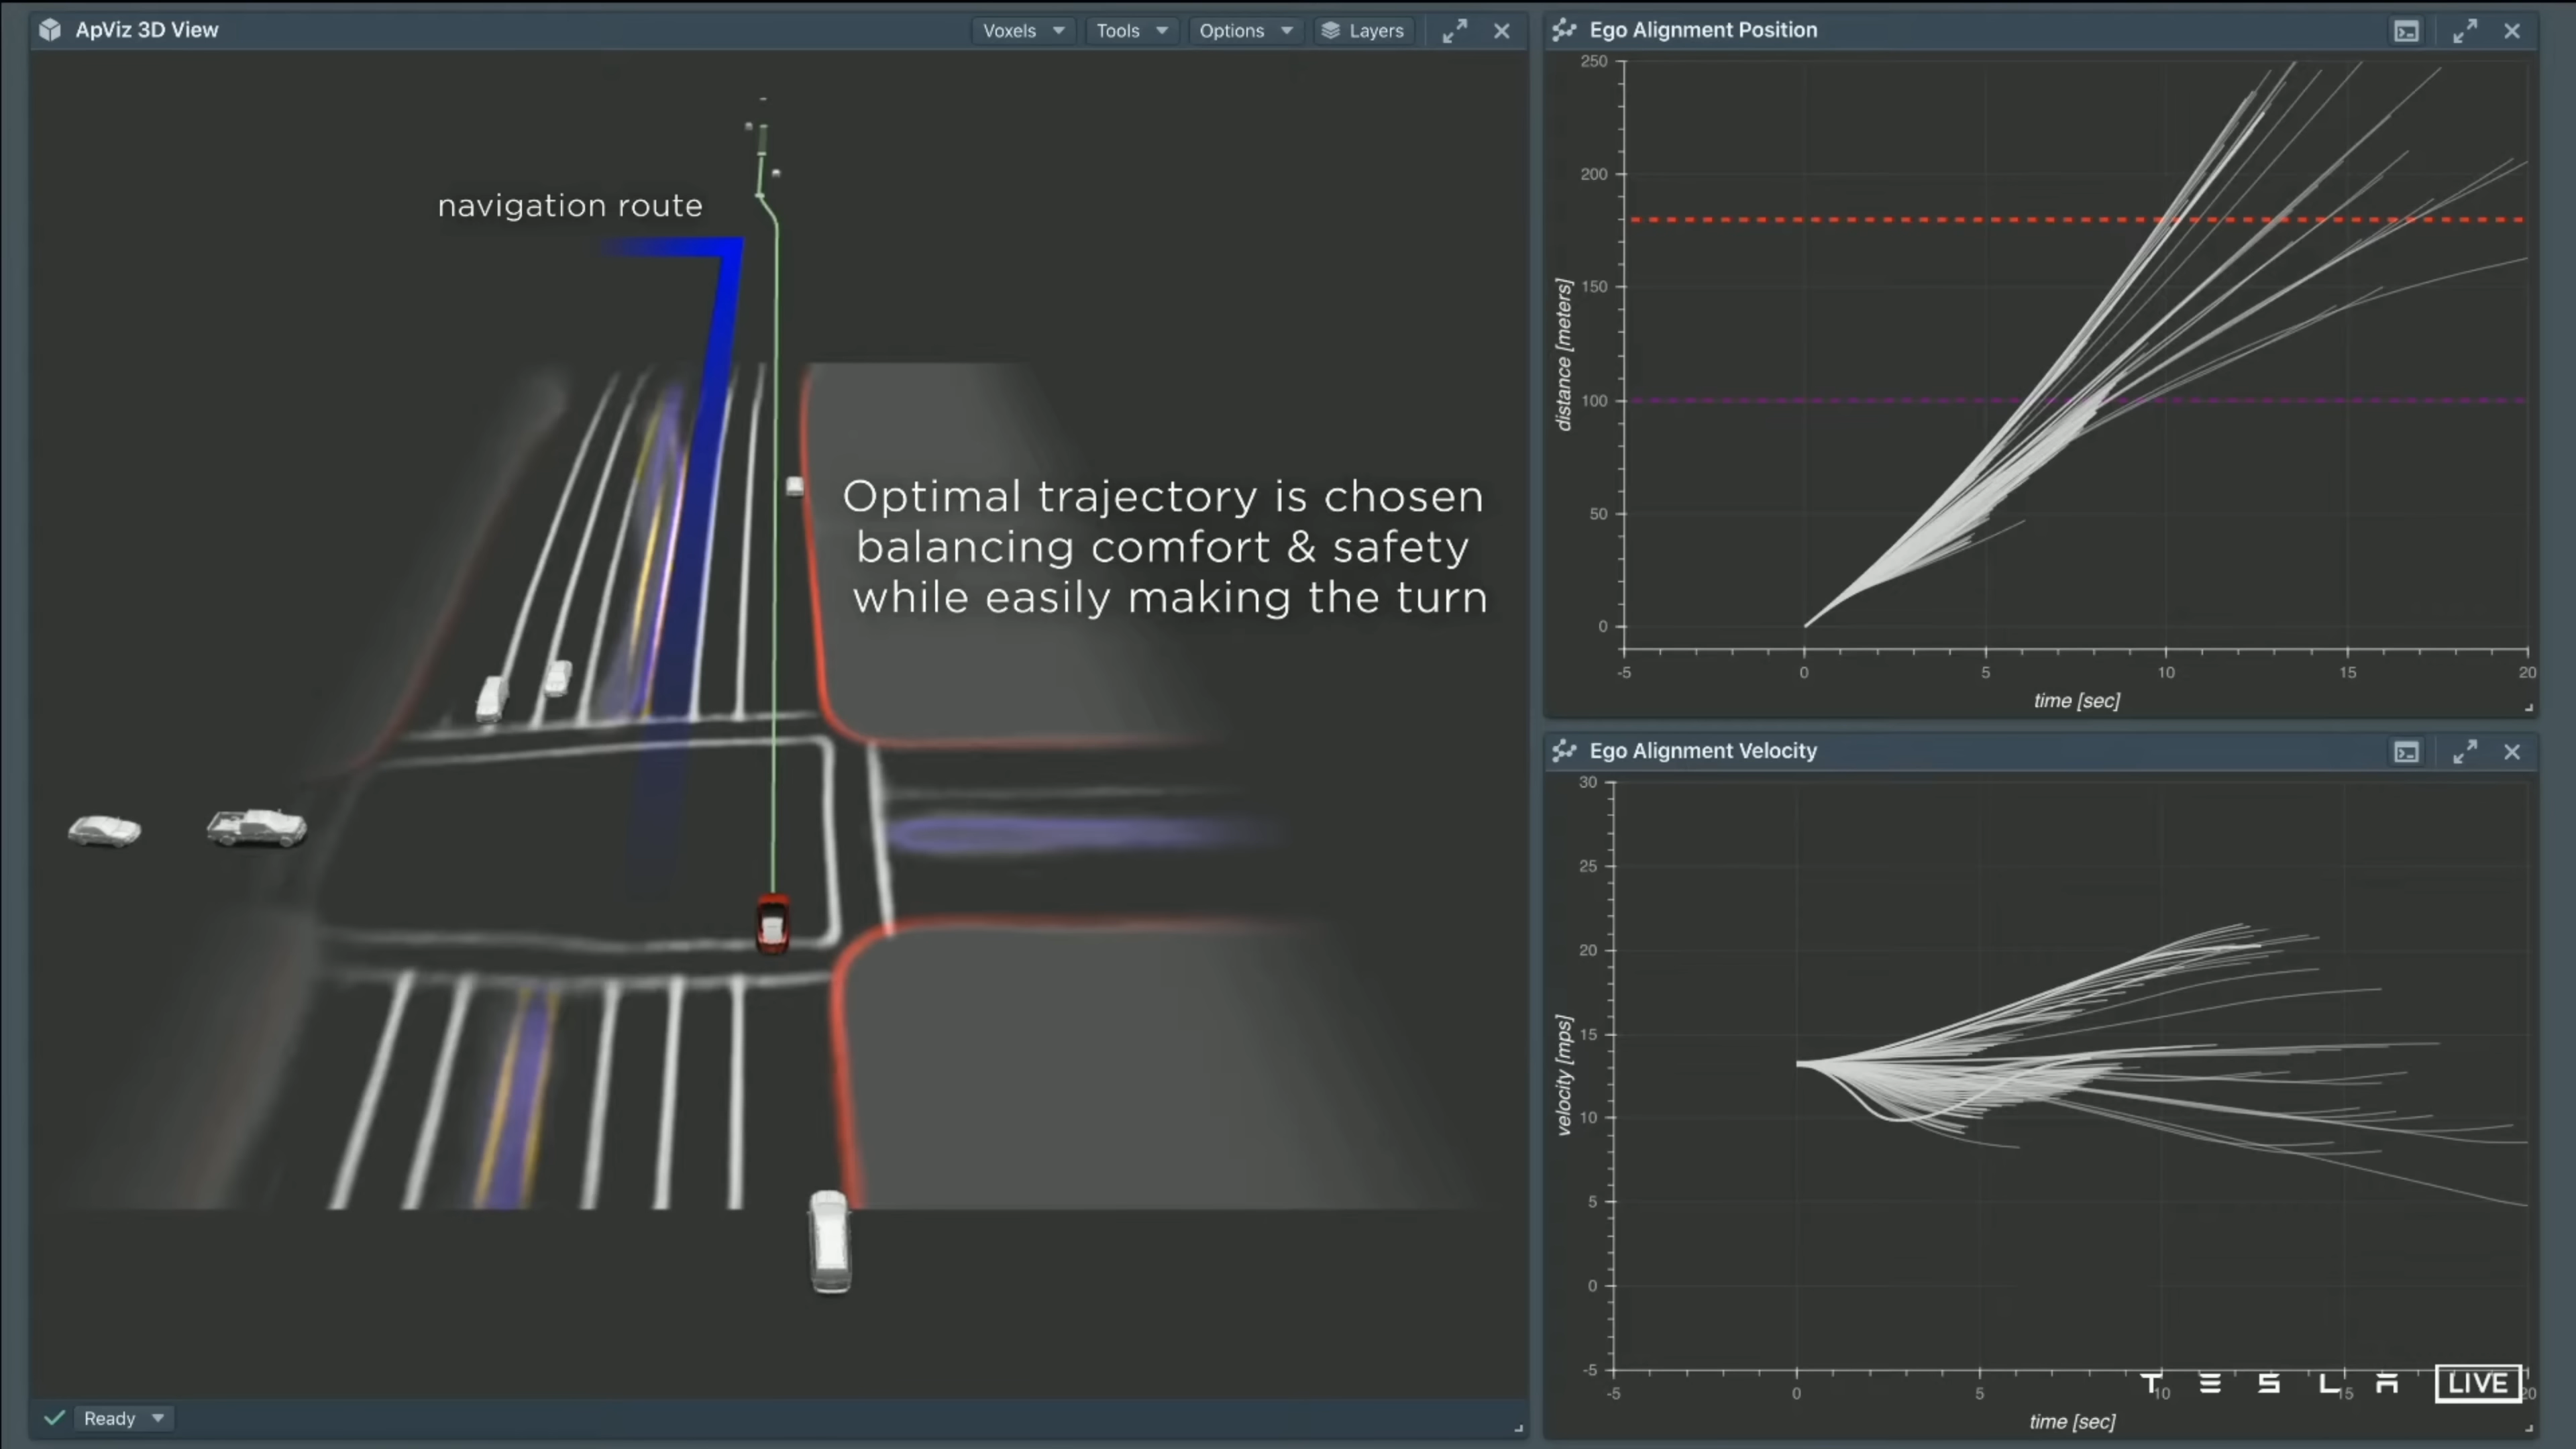 ApViz 3D View
Voxels
Tools
Options
Layers
navigation route
Optimal trajectory is chosen
balancing comfort & safety
while easily making the turn
Ready
Ego Alignment Position
250
200
150
100
50
0
distance [meters]
-5 0 5 10 15 20
time [sec]
Ego Alignment Velocity
30
25
20
15
10
5
0
-5
velocity [mps]
-5 0 5 10 15 20
time [sec]
TESLA LIVE